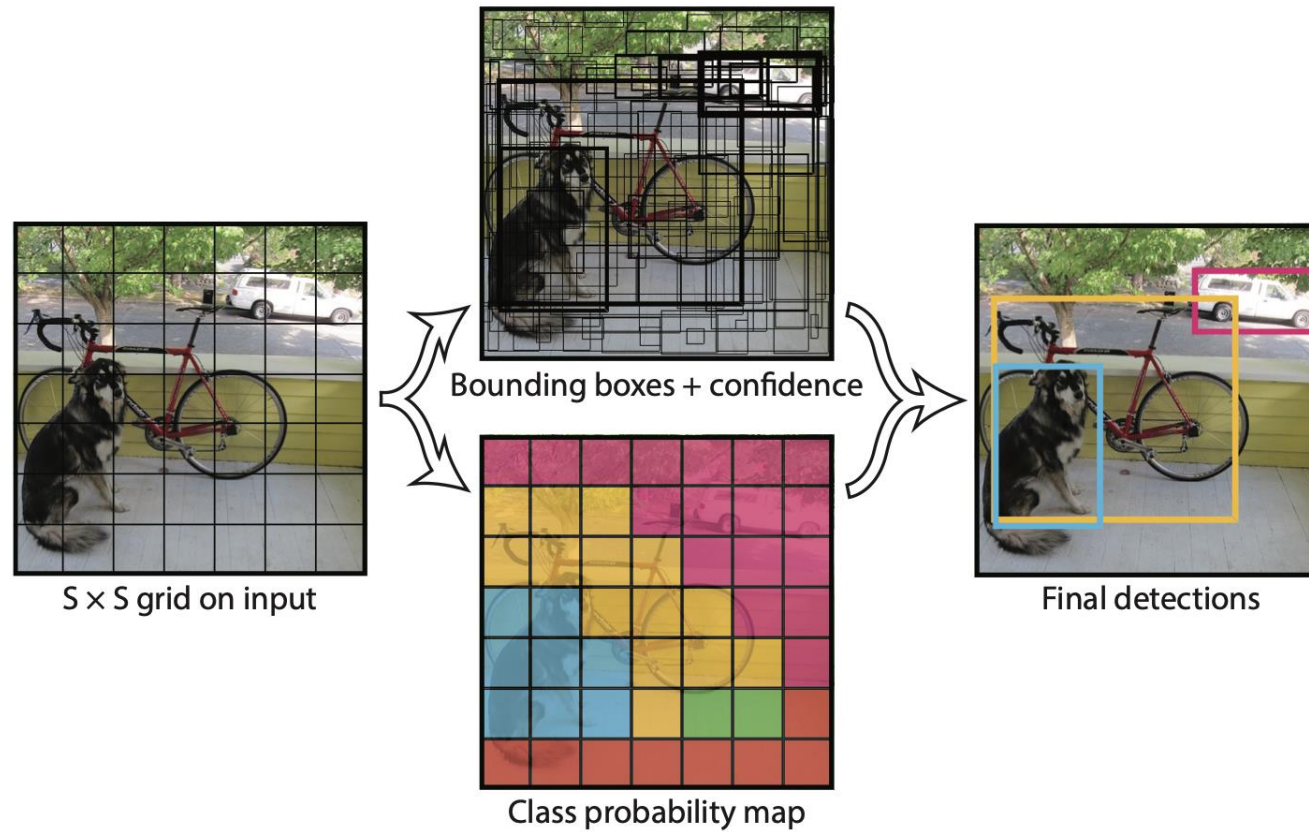 S × S grid on input
Bounding boxes + confidence
Class probability map
Final detections